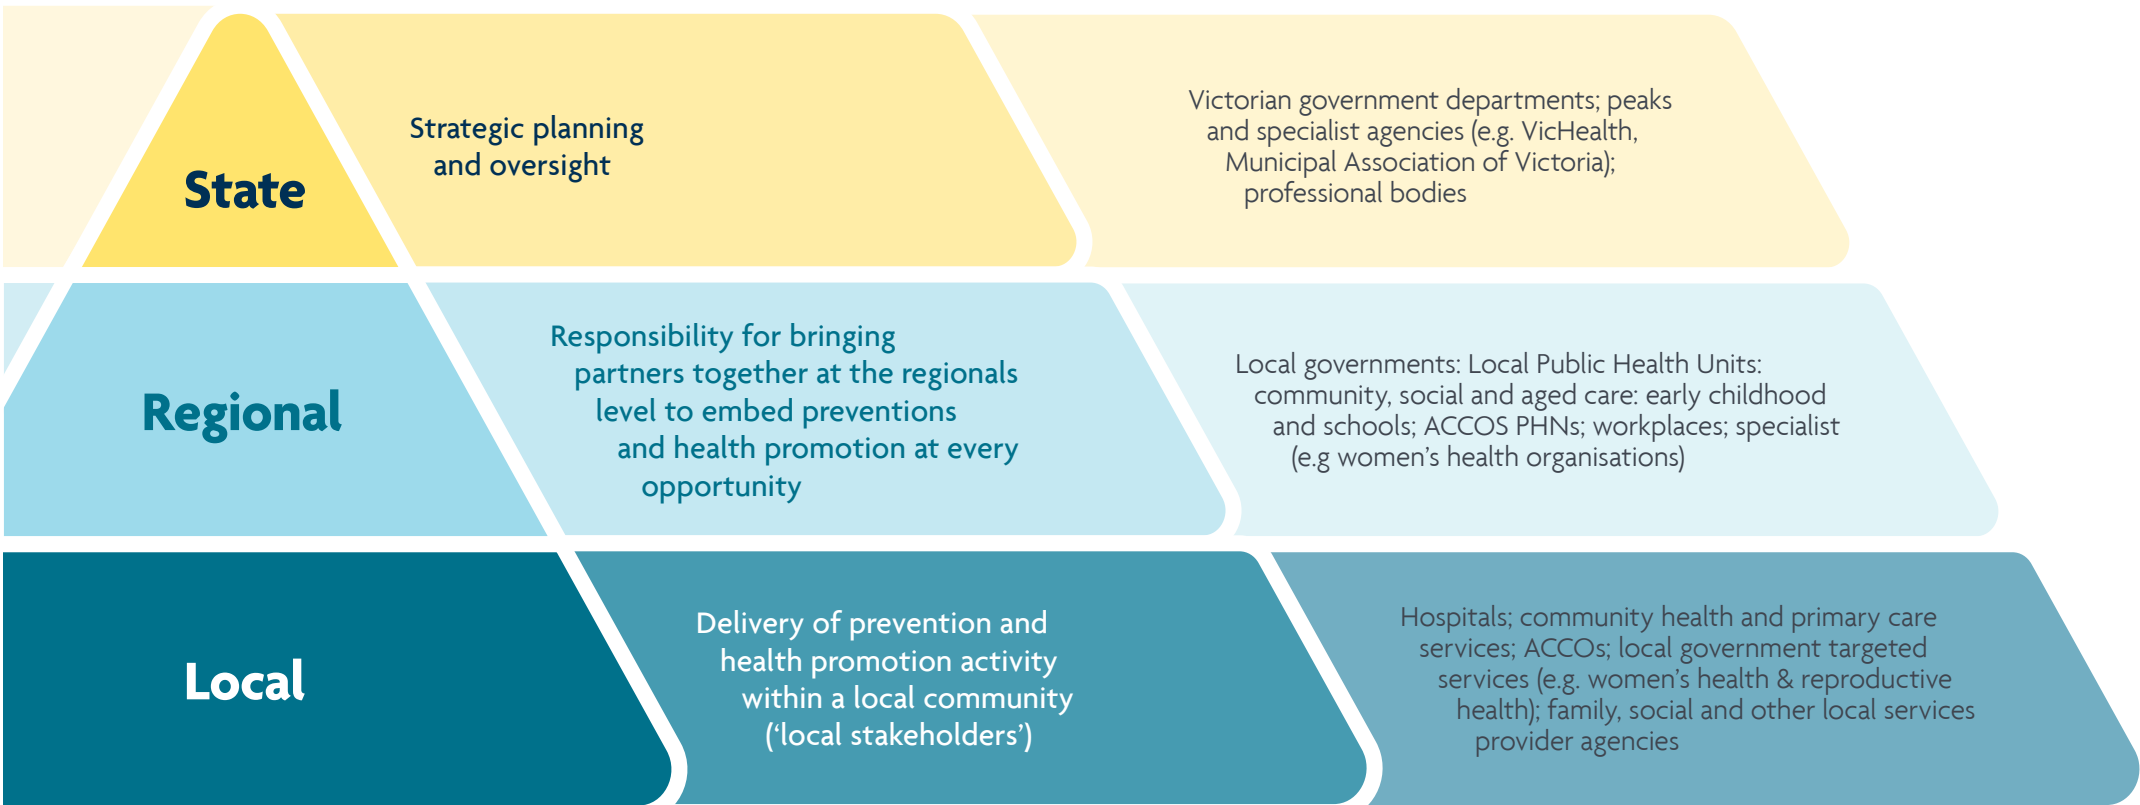 State
Strategic planning
and oversight
Victorian government departments; peaks
and specialist agencies (e.g. VicHealth,
Municipal Association of Victoria);
professional bodies
Regional
Responsibility for bringing
partners together at the regionals
level to embed preventions
and health promotion at every
opportunity
Local governments: Local Public Health Units:
community, social and aged care: early childhood
and schools; ACCOS PHNs; workplaces; specialist
(e.g women’s health organisations)
Local
Delivery of prevention and
health promotion activity
within a local community
(‘local stakeholders’)
Hospitals; community health and primary care
services; ACCOs; local government targeted
services (e.g. women’s health & reproductive
health); family, social and other local services
provider agencies